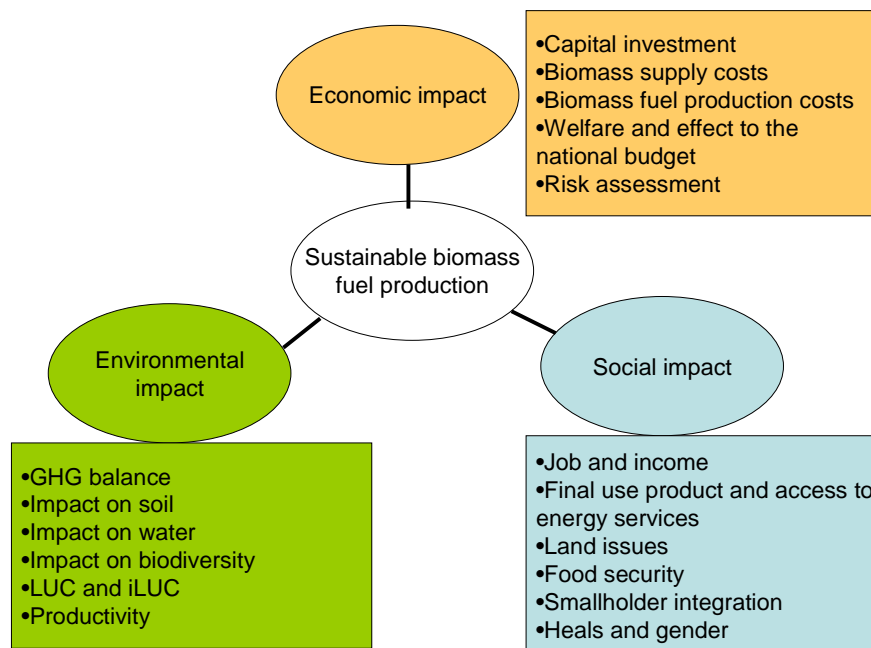 Economic impact
•Capital investment
•Biomass supply costs
•Biomass fuel production costs
•Welfare and effect to the
national budget
•Risk assessment
Sustainable biomass
fuel production
Environmental
impact
•GHG balance
•Impact on soil
•Impact on water
•Impact on biodiversity
•LUC and iLUC
•Productivity
Social impact
•Job and income
•Final use product and access to
energy services
•Land issues
•Food security
•Smallholder integration
•Heals and gender